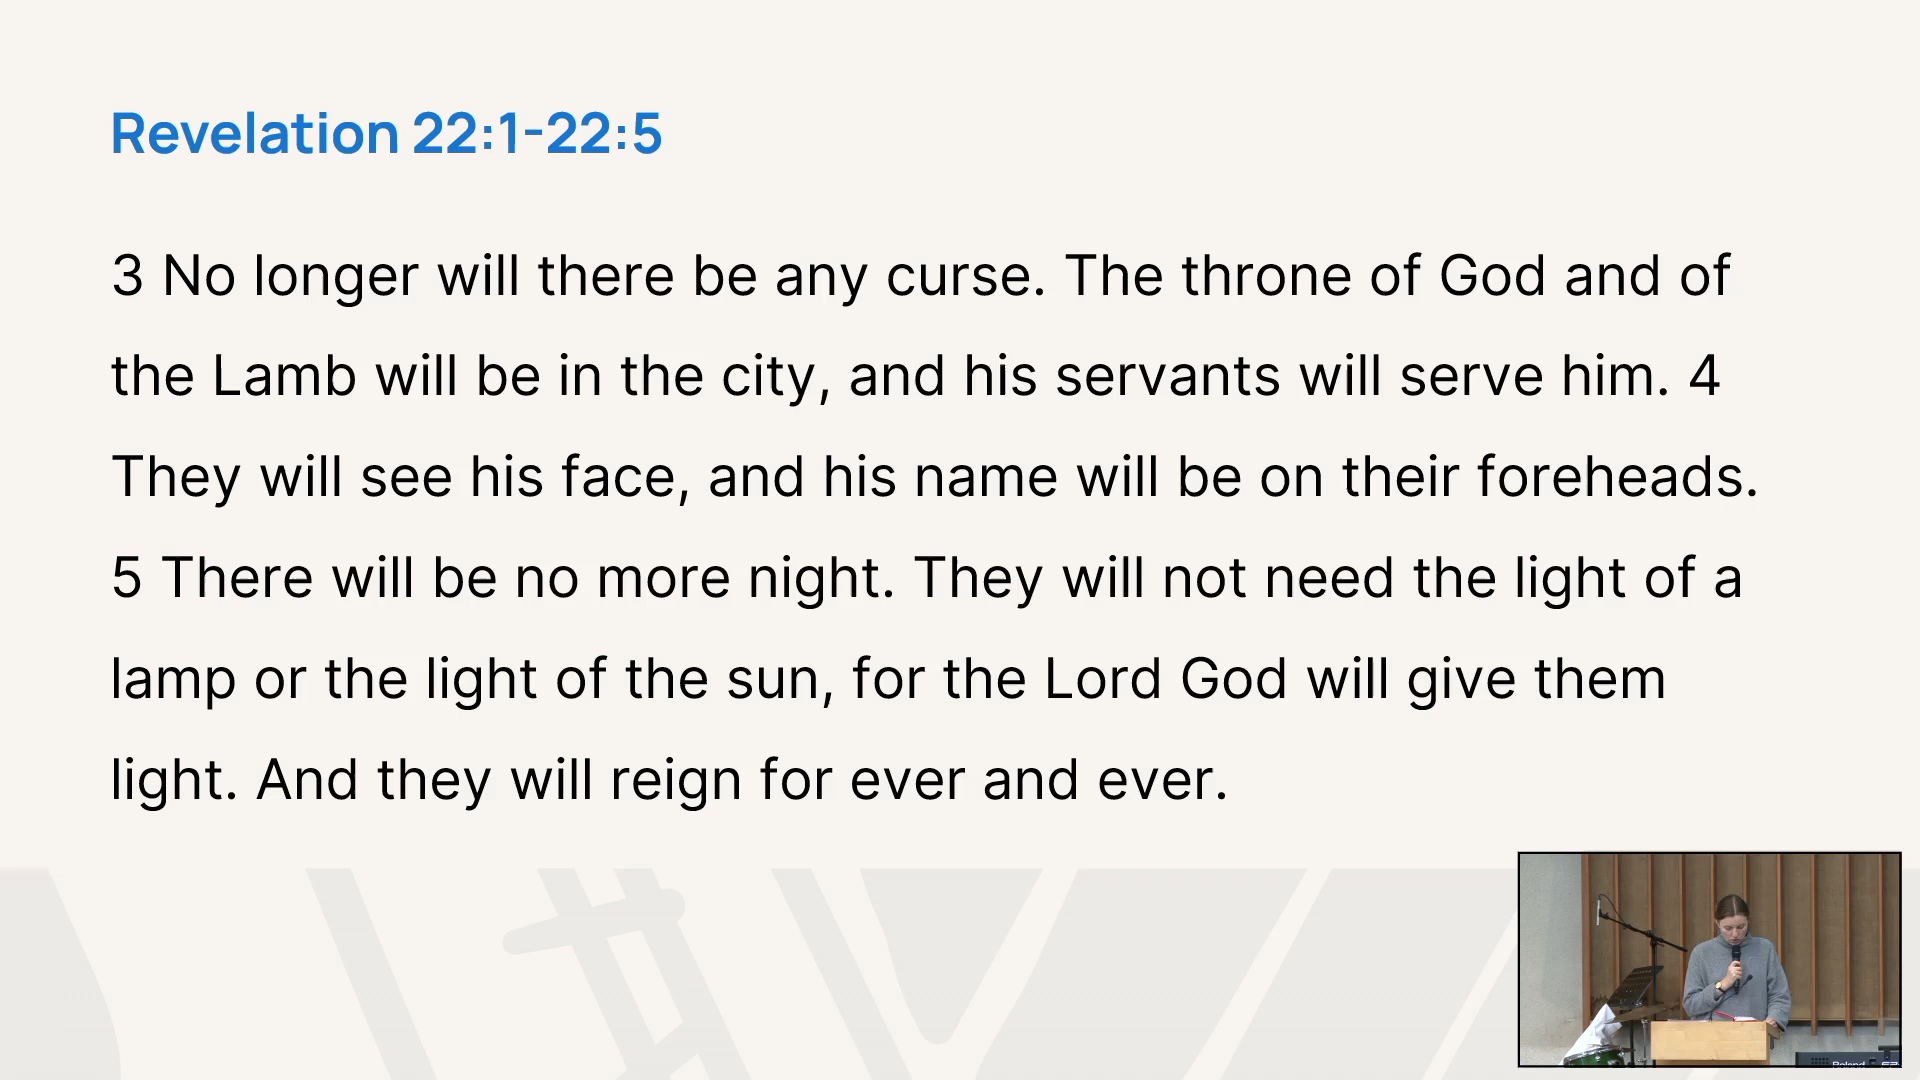 Revelation 22:1-22:5
3 No longer will there be any curse. The throne of God and of
the Lamb will be in the city, and his servants will serve him. 4
They will see his face, and his name will be on their foreheads.
5 There will be no more night. They will not need the light of a
lamp or the light of the sun, for the Lord God will give them
light. And they will reign for ever and ever.
Roland